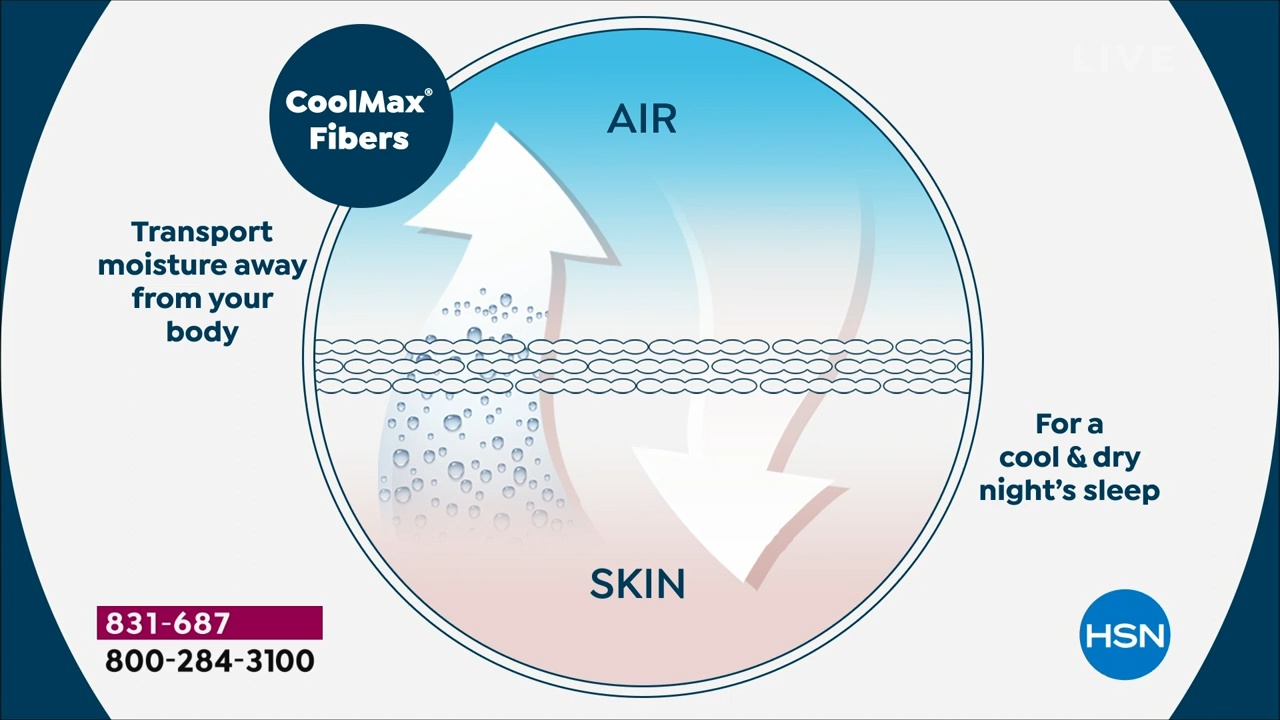 LIVE
CoolMax®
Fibers
AIR
Transport
moisture away
from your
body
For a
cool & dry
night's sleep
SKIN
831-687
800-284-3100
HSN